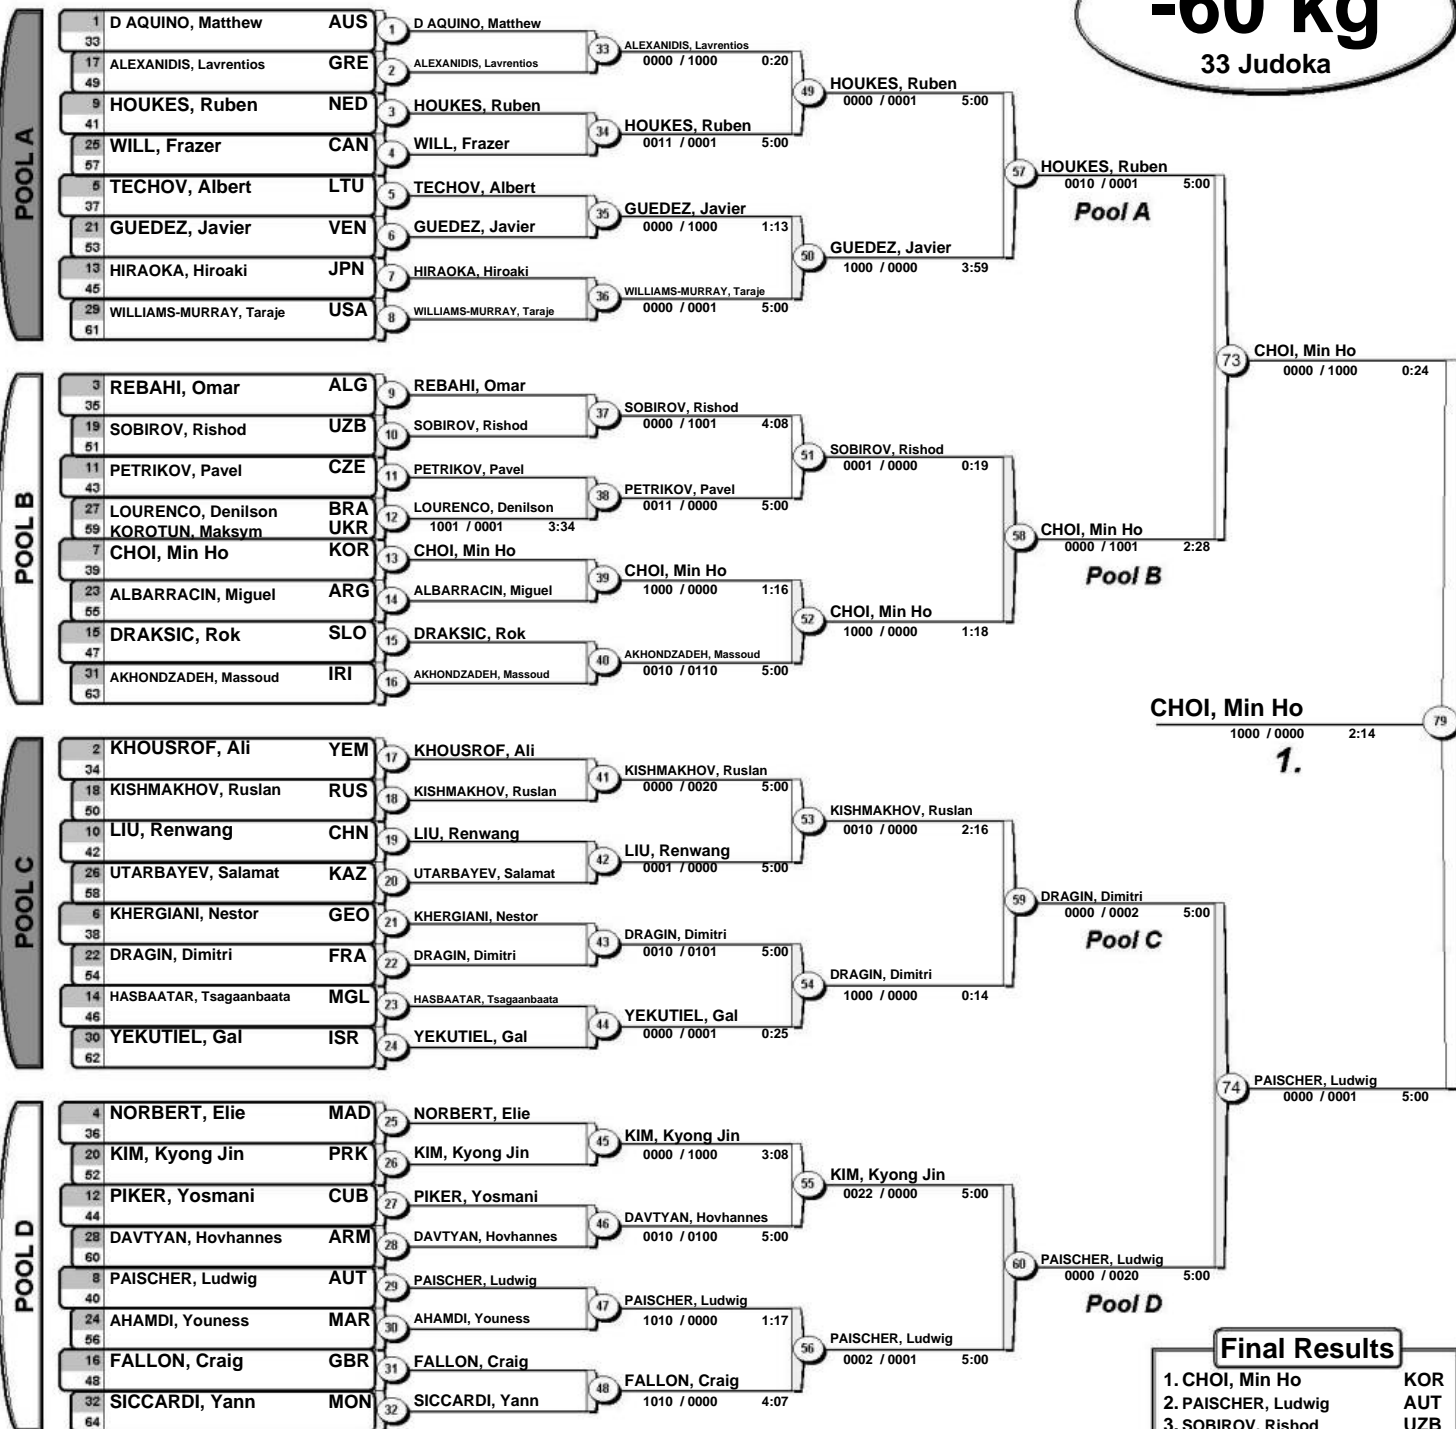 -60 kg
33 Judoka
POOL A
1 D AQUINO, Matthew AUS
33
17 ALEXANIDIS, Lavrentios GRE
49
9 HOUKES, Ruben NED
41
25 WILL, Frazer CAN
57
5 TECHOV, Albert LTU
37
21 GUEDEZ, Javier VEN
53
13 HIRAOKA, Hiroaki JPN
45
29 WILLIAMS-MURRAY, Taraje USA
61
1 D AQUINO, Matthew
2 ALEXANIDIS, Lavrentios
3 HOUKES, Ruben
4 WILL, Frazer
5 TECHOV, Albert
6 GUEDEZ, Javier
7 HIRAOKA, Hiroaki
8 WILLIAMS-MURRAY, Taraje
33 ALEXANIDIS, Lavrentios
0000 / 1000 0:20
34 HOUKES, Ruben
0011 / 0001 5:00
35 GUEDEZ, Javier
0000 / 1000 1:13
36 WILLIAMS-MURRAY, Taraje
0000 / 0001 5:00
49 HOUKES, Ruben
0000 / 0001 5:00
50 GUEDEZ, Javier
1000 / 0000 3:59
57 HOUKES, Ruben
0010 / 0001 5:00
Pool A
POOL B
3 REBAHI, Omar ALG
35
19 SOBIROV, Rishod UZB
51
11 PETRIKOV, Pavel CZE
43
27 LOURENCO, Denilson BRA
59 KOROTUN, Maksym UKR
7 CHOI, Min Ho KOR
39
23 ALBARRACIN, Miguel ARG
55
15 DRAKSIC, Rok SLO
47
31 AKHONDZADEH, Massoud IRI
63
9 REBAHI, Omar
10 SOBIROV, Rishod
11 PETRIKOV, Pavel
12 LOURENCO, Denilson
1001 / 0001 3:34
13 CHOI, Min Ho
14 ALBARRACIN, Miguel
15 DRAKSIC, Rok
16 AKHONDZADEH, Massoud
37 SOBIROV, Rishod
0000 / 1001 4:08
38 PETRIKOV, Pavel
0011 / 0000 5:00
39 CHOI, Min Ho
1000 / 0000 1:16
40 AKHONDZADEH, Massoud
0010 / 0110 5:00
51 SOBIROV, Rishod
0001 / 0000 0:19
52 CHOI, Min Ho
1000 / 0000 1:18
58 CHOI, Min Ho
0000 / 1001 2:28
Pool B
73 CHOI, Min Ho
0000 / 1000 0:24
CHOI, Min Ho 79
1000 / 0000 2:14
1.
POOL C
2 KHOUSROF, Ali YEM
34
18 KISHMAKHOV, Ruslan RUS
50
10 LIU, Renwang CHN
42
26 UTARBAYEV, Salamat KAZ
58
6 KHERGIANI, Nestor GEO
38
22 DRAGIN, Dimitri FRA
54
14 HASBAATAR, Tsagaanbaata MGL
46
30 YEKUTIEL, Gal ISR
62
17 KHOUSROF, Ali
18 KISHMAKHOV, Ruslan
19 LIU, Renwang
20 UTARBAYEV, Salamat
21 KHERGIANI, Nestor
22 DRAGIN, Dimitri
23 HASBAATAR, Tsagaanbaata
24 YEKUTIEL, Gal
41 KISHMAKHOV, Ruslan
0000 / 0020 5:00
42 LIU, Renwang
0001 / 0000 5:00
43 DRAGIN, Dimitri
0010 / 0101 5:00
44 YEKUTIEL, Gal
0000 / 0001 0:25
53 KISHMAKHOV, Ruslan
0010 / 0000 2:16
54 DRAGIN, Dimitri
1000 / 0000 0:14
59 DRAGIN, Dimitri
0000 / 0002 5:00
Pool C
POOL D
4 NORBERT, Elie MAD
36
20 KIM, Kyong Jin PRK
52
12 PIKER, Yosmani CUB
44
28 DAVTYAN, Hovhannes ARM
60
8 PAISCHER, Ludwig AUT
40
24 AHAMDI, Youness MAR
56
16 FALLON, Craig GBR
48
32 SICCARDI, Yann MON
64
25 NORBERT, Elie
26 KIM, Kyong Jin
27 PIKER, Yosmani
28 DAVTYAN, Hovhannes
29 PAISCHER, Ludwig
30 AHAMDI, Youness
31 FALLON, Craig
32 SICCARDI, Yann
45 KIM, Kyong Jin
0000 / 1000 3:08
46 DAVTYAN, Hovhannes
0010 / 0100 5:00
47 PAISCHER, Ludwig
1010 / 0000 1:17
48 FALLON, Craig
1010 / 0000 4:07
55 KIM, Kyong Jin
0022 / 0000 5:00
56 PAISCHER, Ludwig
0002 / 0001 5:00
60 PAISCHER, Ludwig
0000 / 0020 5:00
Pool D
74 PAISCHER, Ludwig
0000 / 0001 5:00
Final Results
1. CHOI, Min Ho KOR
2. PAISCHER, Ludwig AUT
3. SOBIROV, Rishod UZB